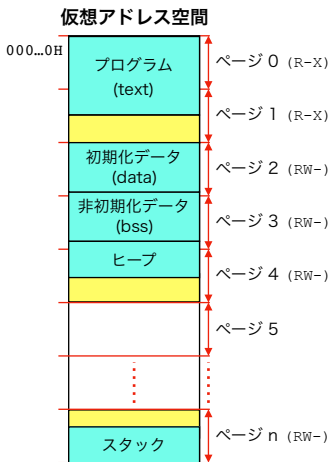 仮想アドレス空間
000…0H
プログラム
(text)
ページ 0 (R-X)
ページ 1 (R-X)
初期化データ
(data)
ページ 2 (RW-)
非初期化データ
(bss)
ページ 3 (RW-)
ヒープ
ページ 4 (RW-)
ページ 5
スタック
ページ n (RW-)